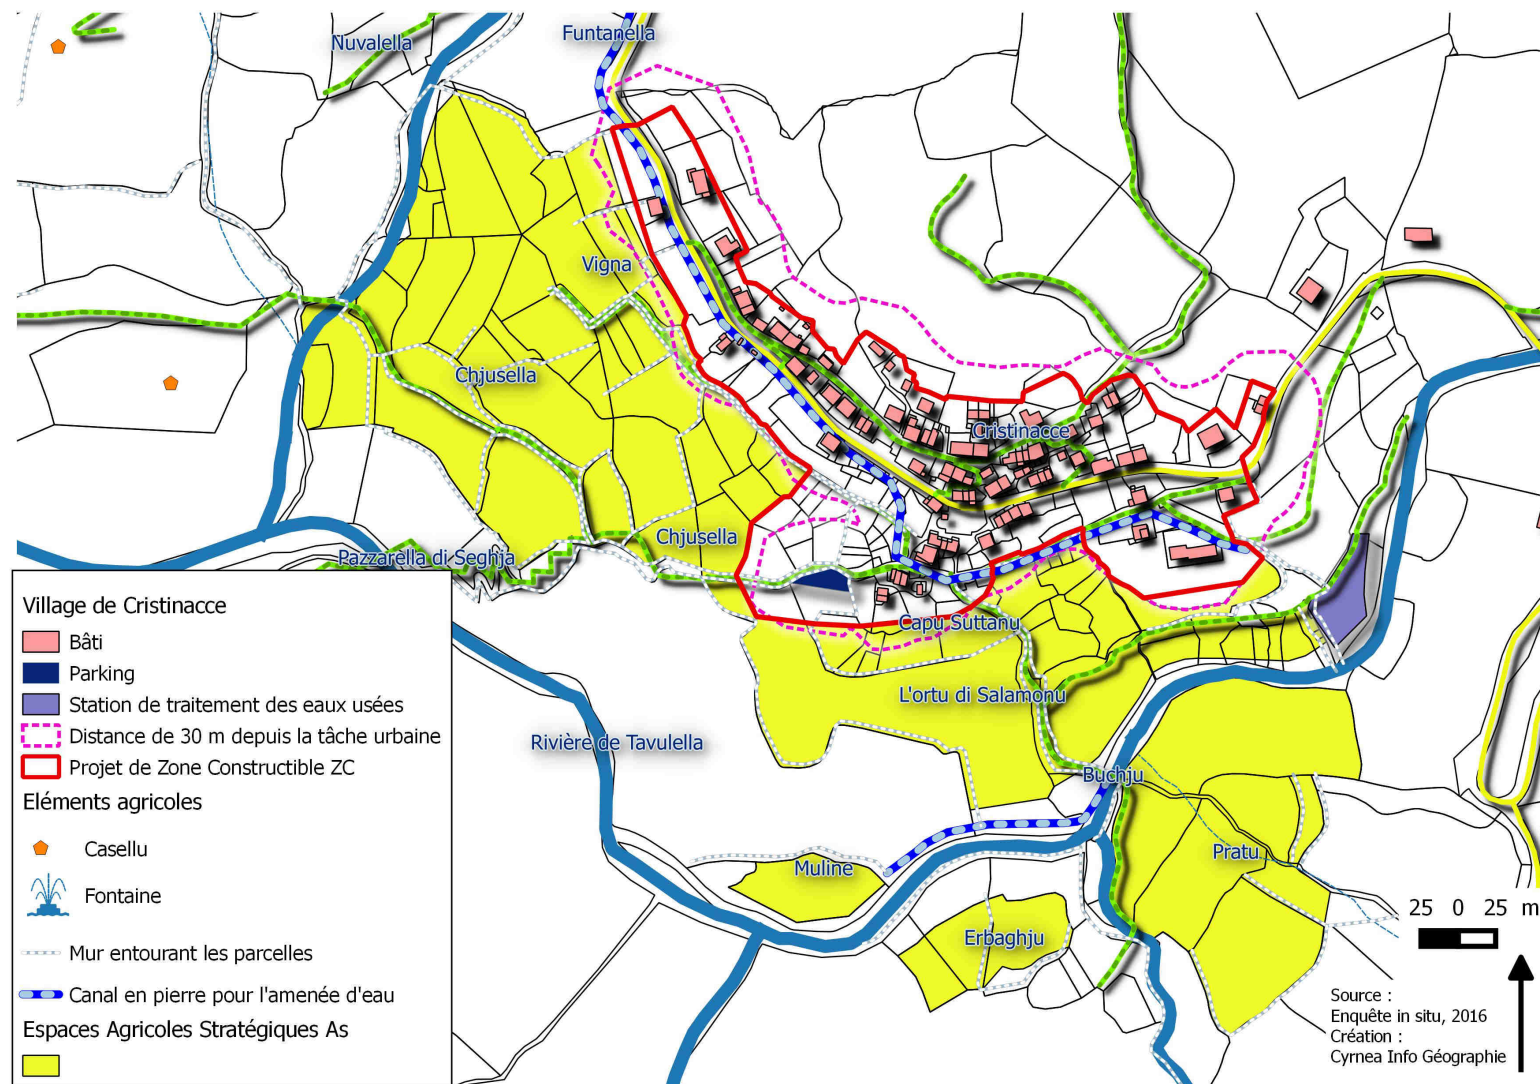 Nuvalella
Funtanella
Vigna
Chjusella
Cristinacce
Chjusella
Pazzarella di Seghja
Capu Suttanu
L'ortu di Salamonu
Rivière de Tavulella
Buchju
Pratu
Muline
Erbaghju
Village de Cristinacce
Bâti
Parking
Station de traitement des eaux usées
Distance de 30 m depuis la tâche urbaine
Projet de Zone Constructible ZC
Eléments agricoles
Casellu
Fontaine
Mur entourant les parcelles
Canal en pierre pour l'amenée d'eau
Espaces Agricoles Stratégiques As
25 0 25 m
Source :
Enquête in situ, 2016
Création :
Cyrnea Info Géographie